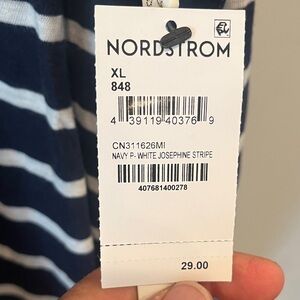 NORDSTROM
XL
848
4 39119 40376 9
CN311626MI
NAVY P- WHITE JOSEPHINE STRIPE
407681400278
29.00